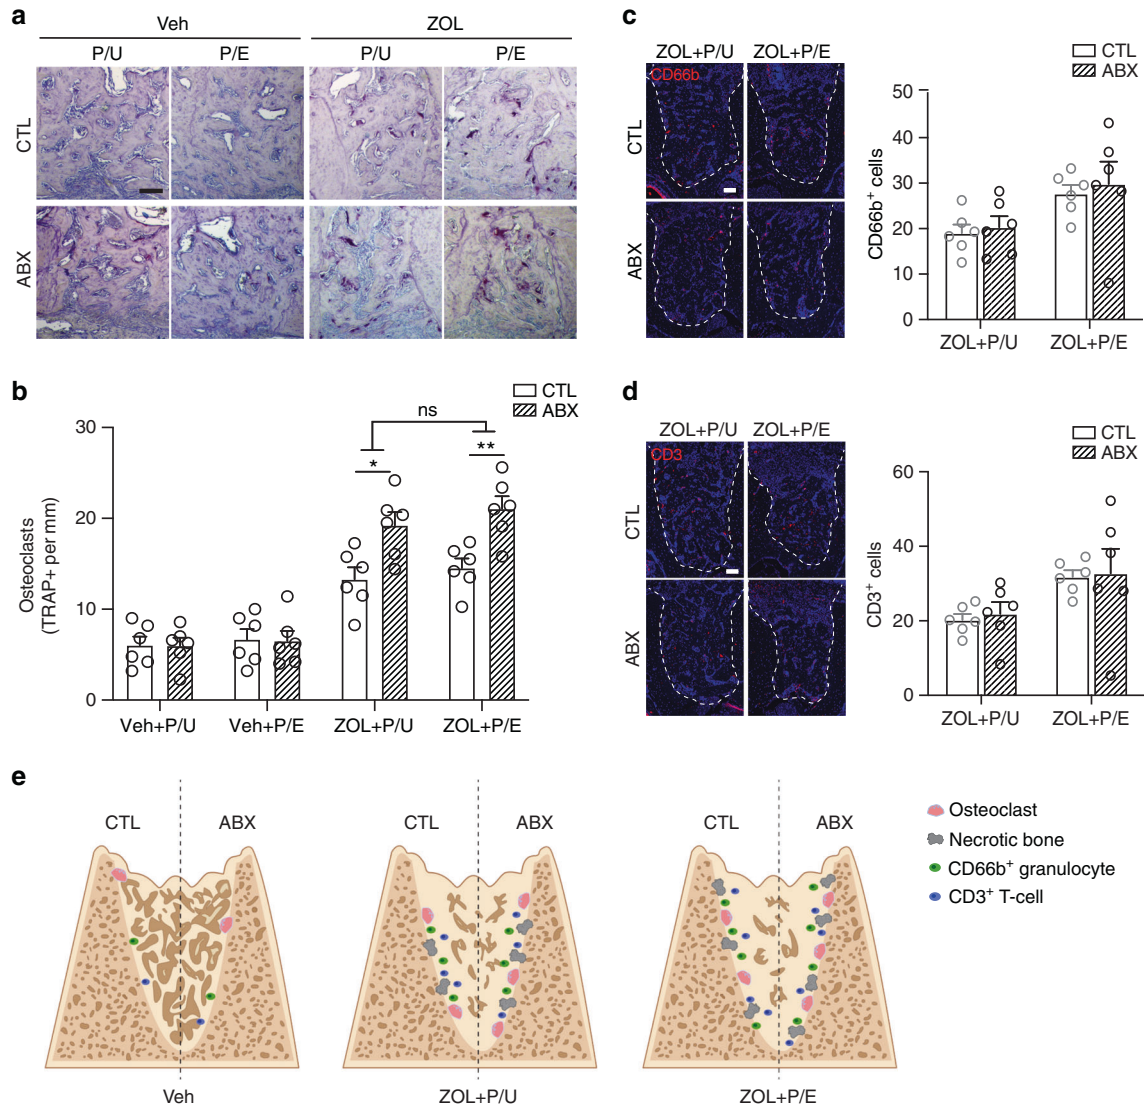 a
Veh
ZOL
P/U
P/E
P/U
P/E
CTL
ABX
b
CTL
ABX
ns
*
**
30
20
10
0
Osteoclasts
(TRAP+ per mm)
Veh+P/U
Veh+P/E
ZOL+P/U
ZOL+P/E
c
ZOL+P/U
ZOL+P/E
CD66b
CTL
ABX
CTL
ABX
50
40
30
20
10
0
CD66b+ cells
ZOL+P/U
ZOL+P/E
d
ZOL+P/U
ZOL+P/E
CD3
CTL
ABX
CTL
ABX
60
40
20
0
CD3+ cells
ZOL+P/U
ZOL+P/E
e
CTL
ABX
CTL
ABX
CTL
ABX
Osteoclast
Necrotic bone
CD66b+ granulocyte
CD3+ T-cell
Veh
ZOL+P/U
ZOL+P/E